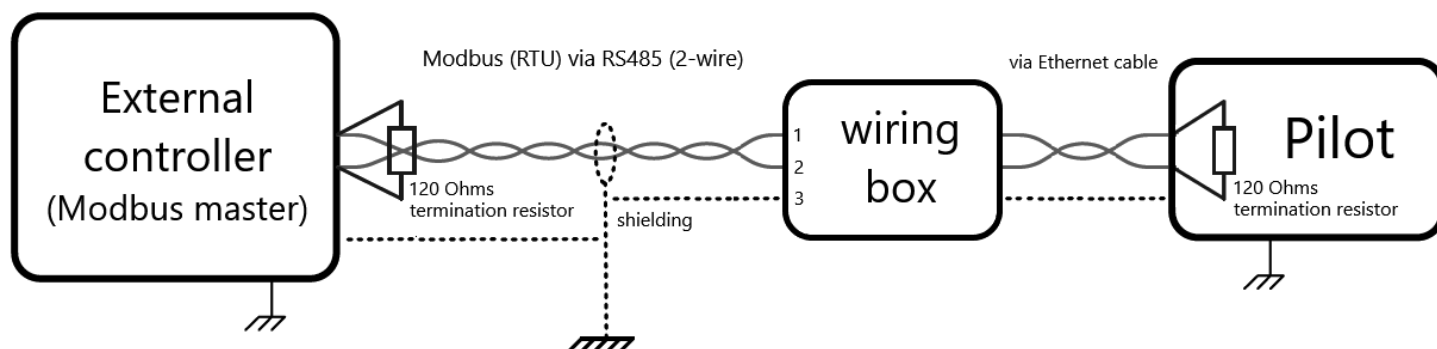 External
controller
(Modbus master)
Modbus (RTU) via RS485 (2-wire)
120 Ohms
termination resistor
shielding
1
2
3
wiring
box
via Ethernet cable
Pilot
120 Ohms
termination resistor